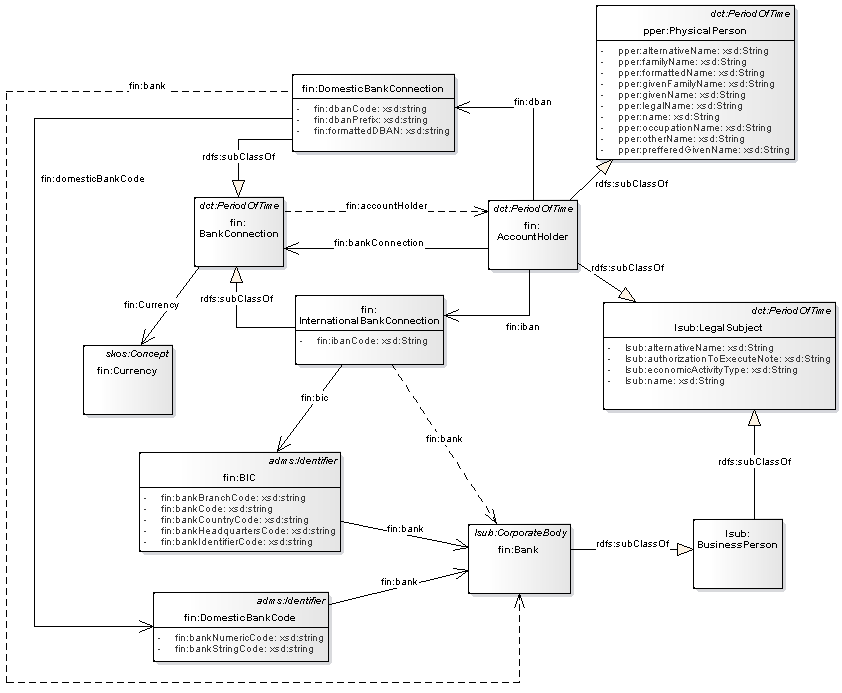 dct:PeriodOfTime
pper:PhysicalPerson
- pper:alternativeName: xsd:String
- pper:familyName: xsd:String
- pper:formattedName: xsd:String
- pper:givenFamilyName: xsd:String
- pper:givenName: xsd:String
- pper:legalName: xsd:String
- pper:name: xsd:String
- pper:occupationName: xsd:String
- pper:otherName: xsd:String
- pper:prefferedGivenName: xsd:String
fin:bank
fin:DomesticBankConnection
- fin:dbanCode: xsd:string
- fin:dbanPrefix: xsd:string
- fin:formattedDBAN: xsd:string
fin:dban
rdfs:subClassOf
fin:domesticBankCode
rdfs:subClassOf
dct:PeriodOfTime
fin:
BankConnection
fin:accountHolder
fin:bankConnection
dct:PeriodOfTime
fin:
AccountHolder
rdfs:subClassOf
rdfs:subClassOf
fin:Currency
fin:
InternationalBankConnection
- fin:ibanCode: xsd:String
fin:iban
dct:PeriodOfTime
lsub:LegalSubject
- lsub:alternativeName: xsd:String
- lsub:authorizationToExecuteNote: xsd:String
- lsub:economicActivityType: xsd:String
- lsub:name: xsd:String
skos:Concept
fin:Currency
fin:bic
fin:bank
rdfs:subClassOf
adms:Identifier
fin:BIC
- fin:bankBranchCode: xsd:string
- fin:bankCode: xsd:string
- fin:bankCountryCode: xsd:string
- fin:bankHeadquartersCode: xsd:string
- fin:bankIdentifierCode: xsd:string
fin:bank
lsub:CorporateBody
fin:Bank
rdfs:subClassOf
lsub:
BusinessPerson
fin:bank
adms:Identifier
fin:DomesticBankCode
- fin:bankNumericCode: xsd:string
- fin:bankStringCode: xsd:string